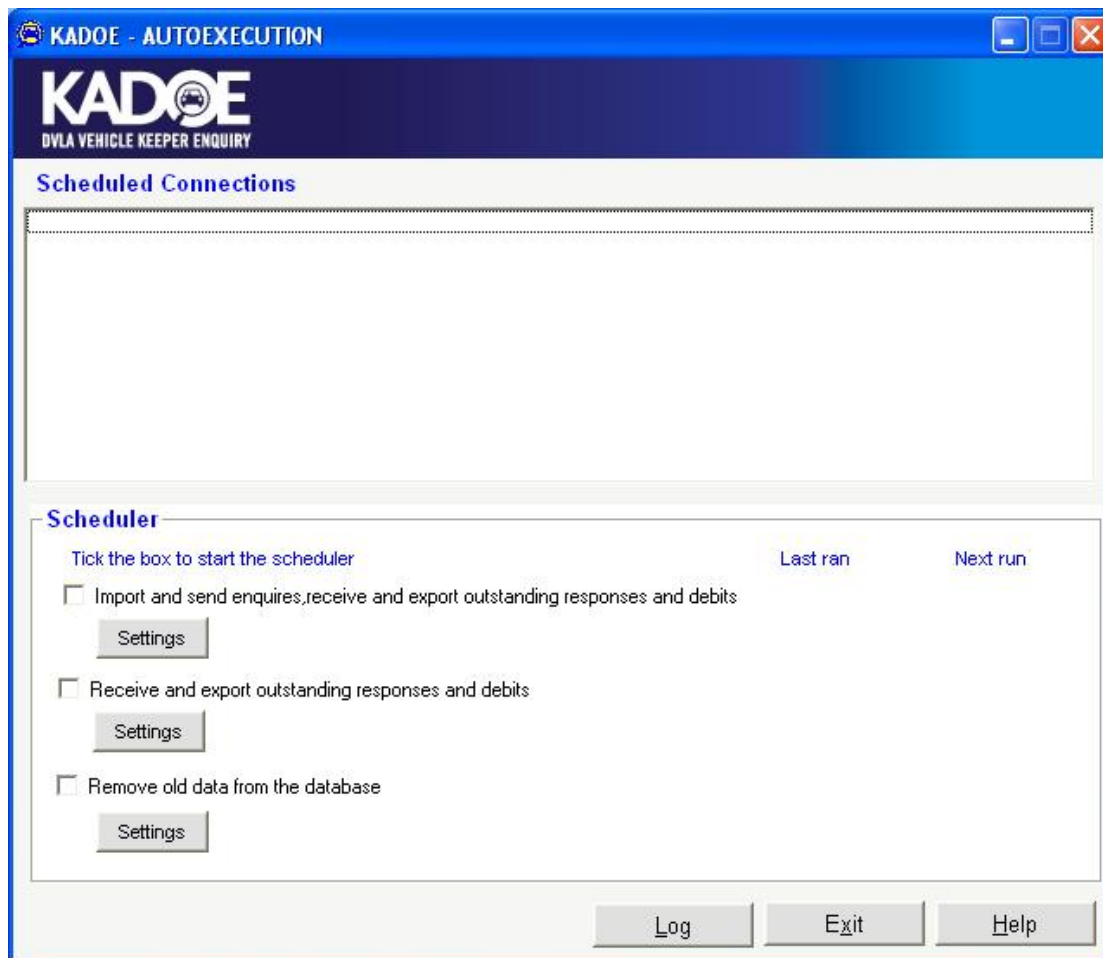 KADOE - AUTOEXECUTION
KADOE
DVLA VEHICLE KEEPER ENQUIRY
Scheduled Connections
Scheduler
Tick the box to start the scheduler Last ran Next run
Import and send enquires,receive and export outstanding responses and debits
Settings
Receive and export outstanding responses and debits
Settings
Remove old data from the database
Settings
Log Exit Help